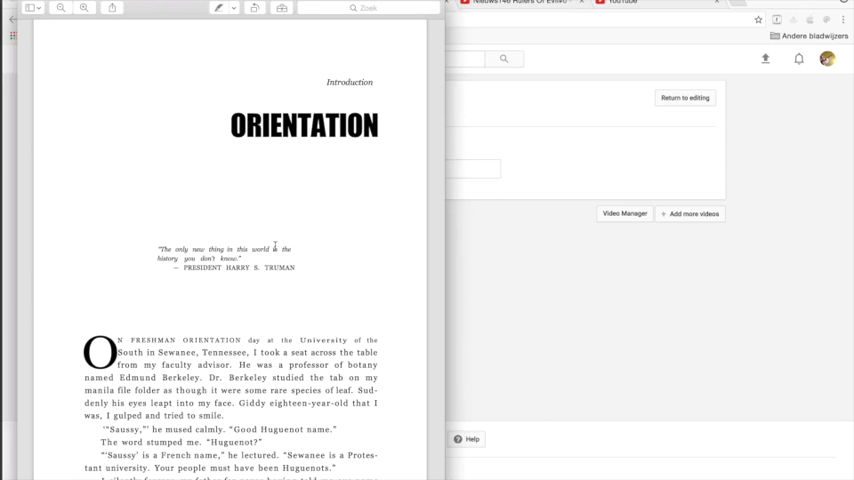 Zoek
Introduction
ORIENTATION
"The only new thing in this world is the
history you don't know."
— PRESIDENT HARRY S. TRUMAN
ON FRESHMAN ORIENTATION day at the University of the
South in Sewanee, Tennessee, I took a seat across the table
from my faculty advisor. He was a professor of botany
named Edmund Berkeley. Dr. Berkeley studied the tab on my
manila file folder as though it were some rare species of leaf. Sud-
denly his eyes leapt into my face. Giddy eighteen-year-old that I
was, I gulped and tried to smile.
'"Saussy,"' he mused calmly. "Good Huguenot name."
The word stumped me. "Huguenot?"
"'Saussy' is a French name," he lectured. "Sewanee is a Protes-
tant university. Your people must have been Huguenots."
YouTube
Andere bladwijzers
Return to editing
Video Manager
+ Add more videos
Help